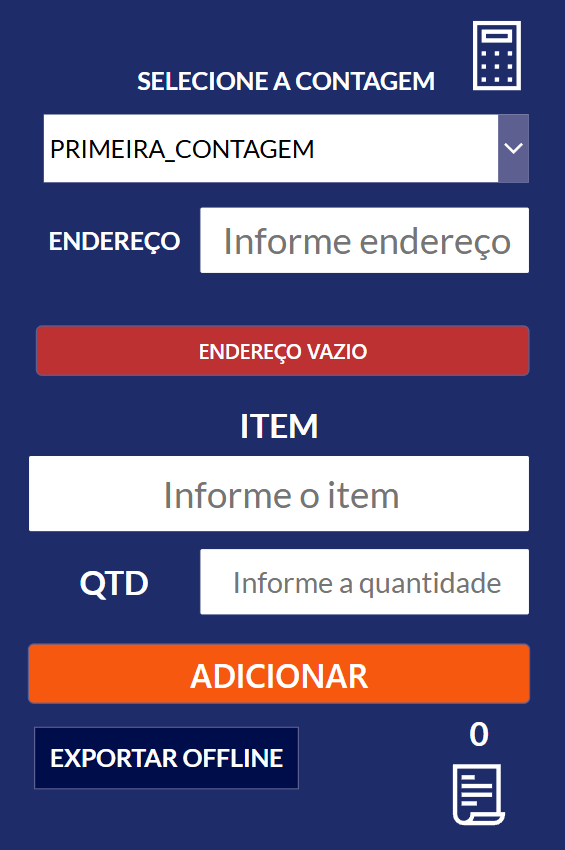 SELECIONE A CONTAGEM
PRIMEIRA_CONTAGEM
ENDEREÇO
Informe endereço
ENDEREÇO VAZIO
ITEM
Informe o item
QTD
Informe a quantidade
ADICIONAR
0
EXPORTAR OFFLINE